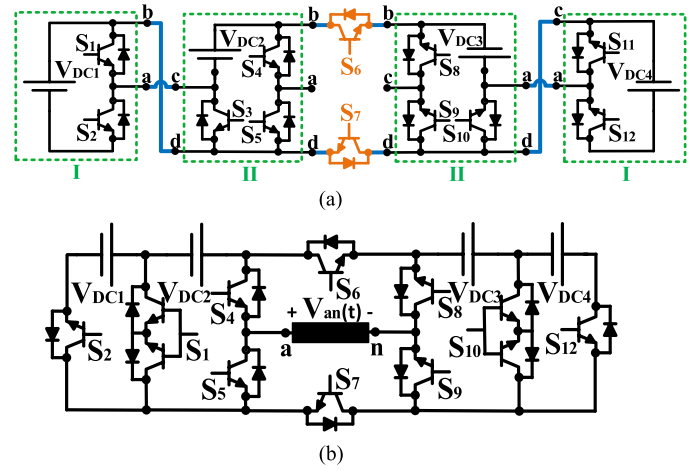 b b b c
S1 VDC2 S4 S6 VDC3 S8 S11
VDC1 VDC4
a c a c a a
S7
S2 S3 S5 S9 S10 S12
d d d d
I II II I
(a)
VDC1 VDC2 S4 S6 S8 VDC3 VDC4
+ Van(t) -
S2 S1 a n S10 S12
S5 S7 S9
(b)